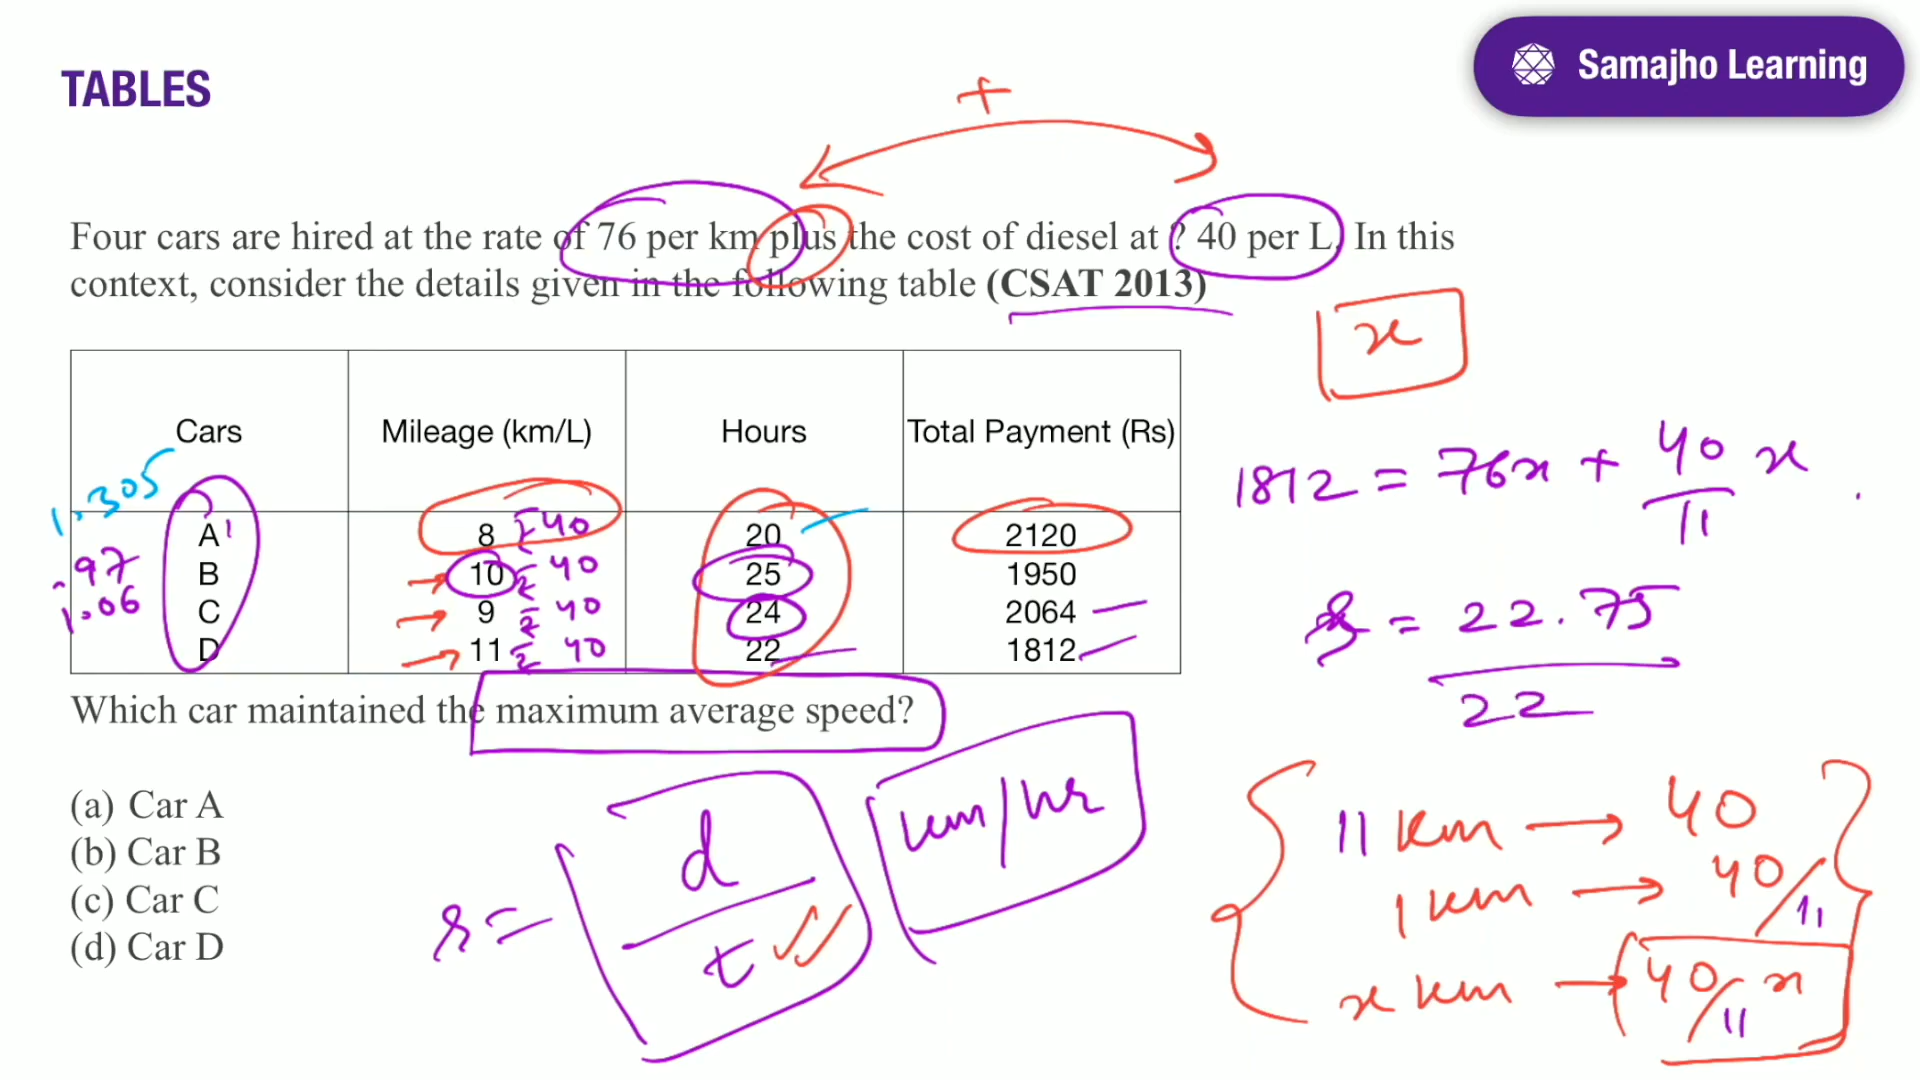 TABLES
Samajho Learning
+
Four cars are hired at the rate of 76 per km plus the cost of diesel at ? 40 per L. In this
context, consider the details given in the following table (CSAT 2013)
x
Cars Mileage (km/L) Hours Total Payment (Rs)
1.305
A 8 40 20 2120
.97 B 10 40 25 1950
1.06 C 9 40 24 2064
D 11 40 22 1812
1812 = 76x + 40/11 x
= 22.75
22
Which car maintained the maximum average speed?
(a) Car A
(b) Car B
(c) Car C
(d) Car D
s = d/t km/hr
11 km → 40
1 km → 40/11
x km → 40/11 x